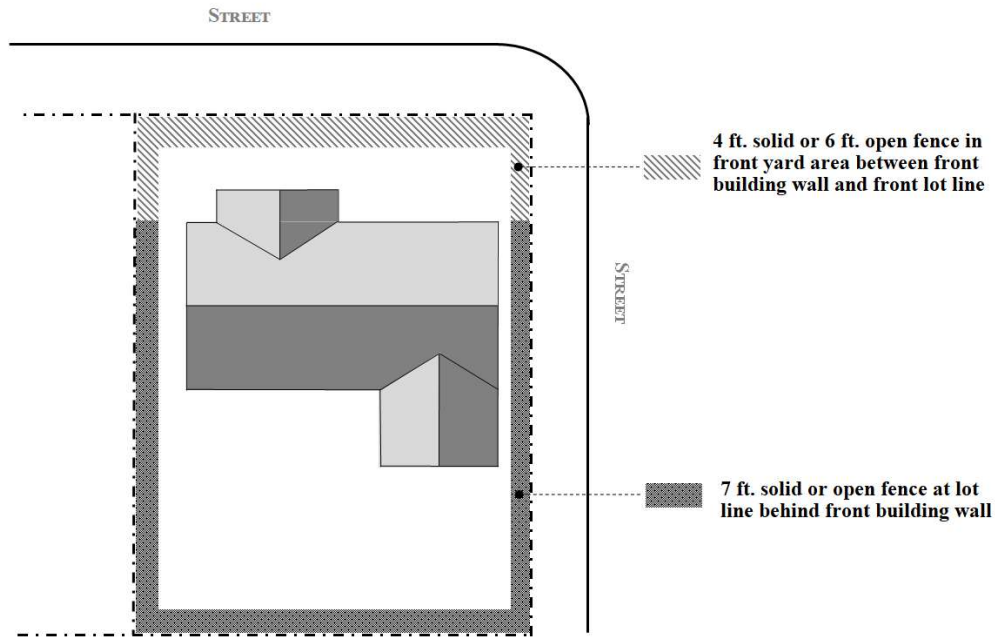 STREET
4 ft. solid or 6 ft. open fence in
front yard area between front
building wall and front lot line
STREET
7 ft. solid or open fence at lot
line behind front building wall